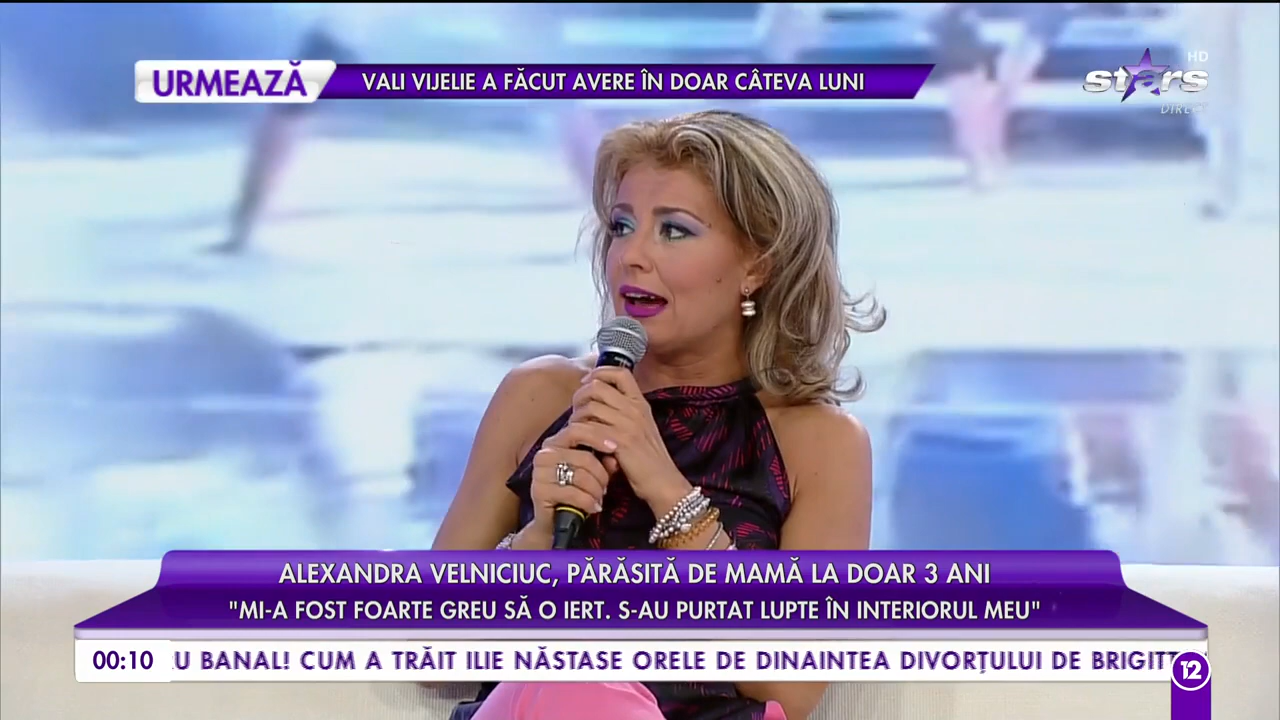 URMEAZĂ
VALI VIJELIE A FĂCUT AVERE ÎN DOAR CÂTEVA LUNI
HD
stars
DIRECT
ALEXANDRA VELNICIUC, PĂRĂSITĂ DE MAMĂ LA DOAR 3 ANI
"MI-A FOST FOARTE GREU SĂ O IERT. S-AU PURTAT LUPTE ÎN INTERIORUL MEU"
00:10
U BANAL! CUM A TRĂIT ILIE NĂSTASE ORELE DE DINAINTEA DIVORȚULUI DE BRIGITT
12